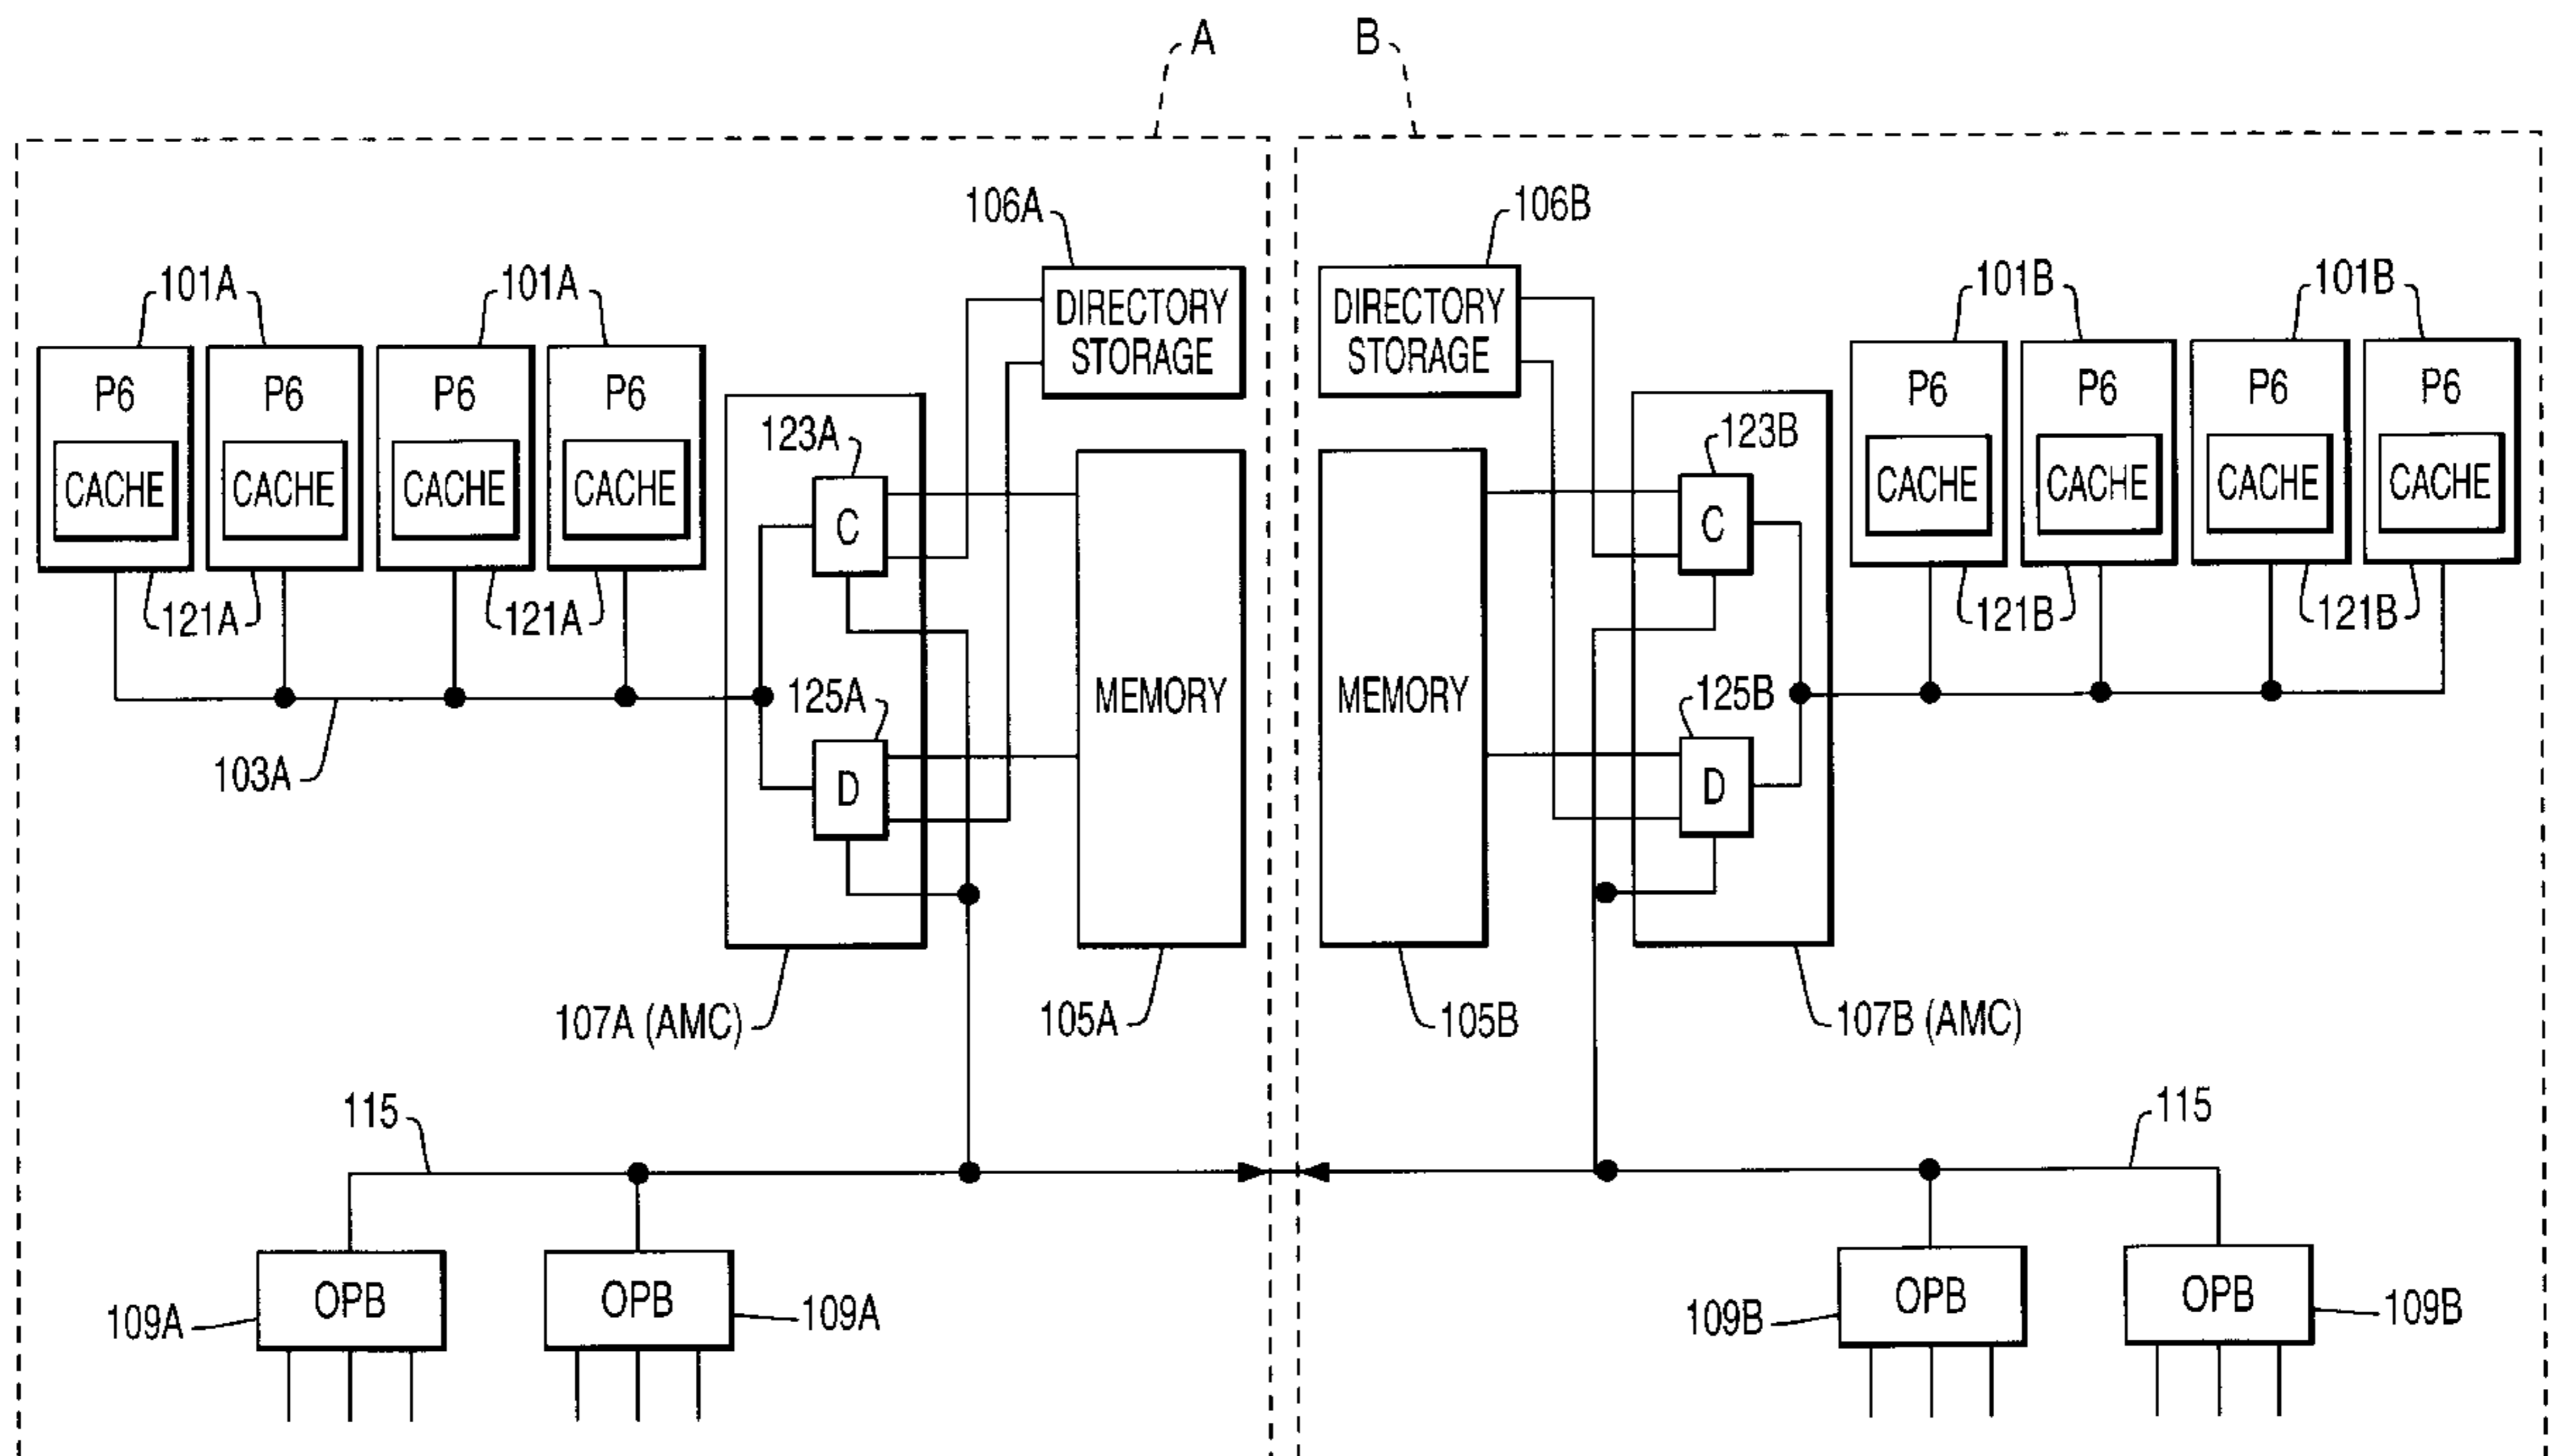 A
B
106A
106B
101A
101A
101B
101B
DIRECTORY
STORAGE
DIRECTORY
STORAGE
P6
P6
P6
P6
P6
P6
P6
P6
CACHE
CACHE
CACHE
CACHE
CACHE
CACHE
CACHE
CACHE
123A
123B
C
C
121A
121A
121B
121B
125A
125B
MEMORY
MEMORY
103A
D
D
107A (AMC)
105A
105B
107B (AMC)
115
115
OPB
OPB
OPB
OPB
109A
109A
109B
109B